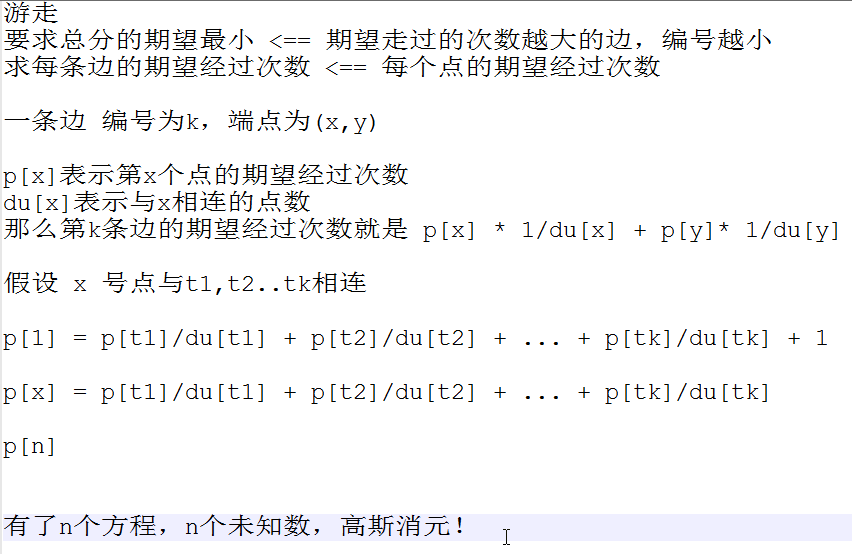 游走
要求总分的期望最小 <== 期望走过的次数越大的边，编号越小
求每条边的期望经过次数 <== 每个点的期望经过次数
一条边 编号为k，端点为(x,y)
p[x]表示第x个点的期望经过次数
du[x]表示与x相连的点数
那么第k条边的期望经过次数就是 p[x] * 1/du[x] + p[y]* 1/du[y]
假设 x 号点与t1,t2..tk相连
p[1] = p[t1]/du[t1] + p[t2]/du[t2] + ... + p[tk]/du[tk] + 1
p[x] = p[t1]/du[t1] + p[t2]/du[t2] + ... + p[tk]/du[tk]
p[n]
有了n个方程，n个未知数，高斯消元！